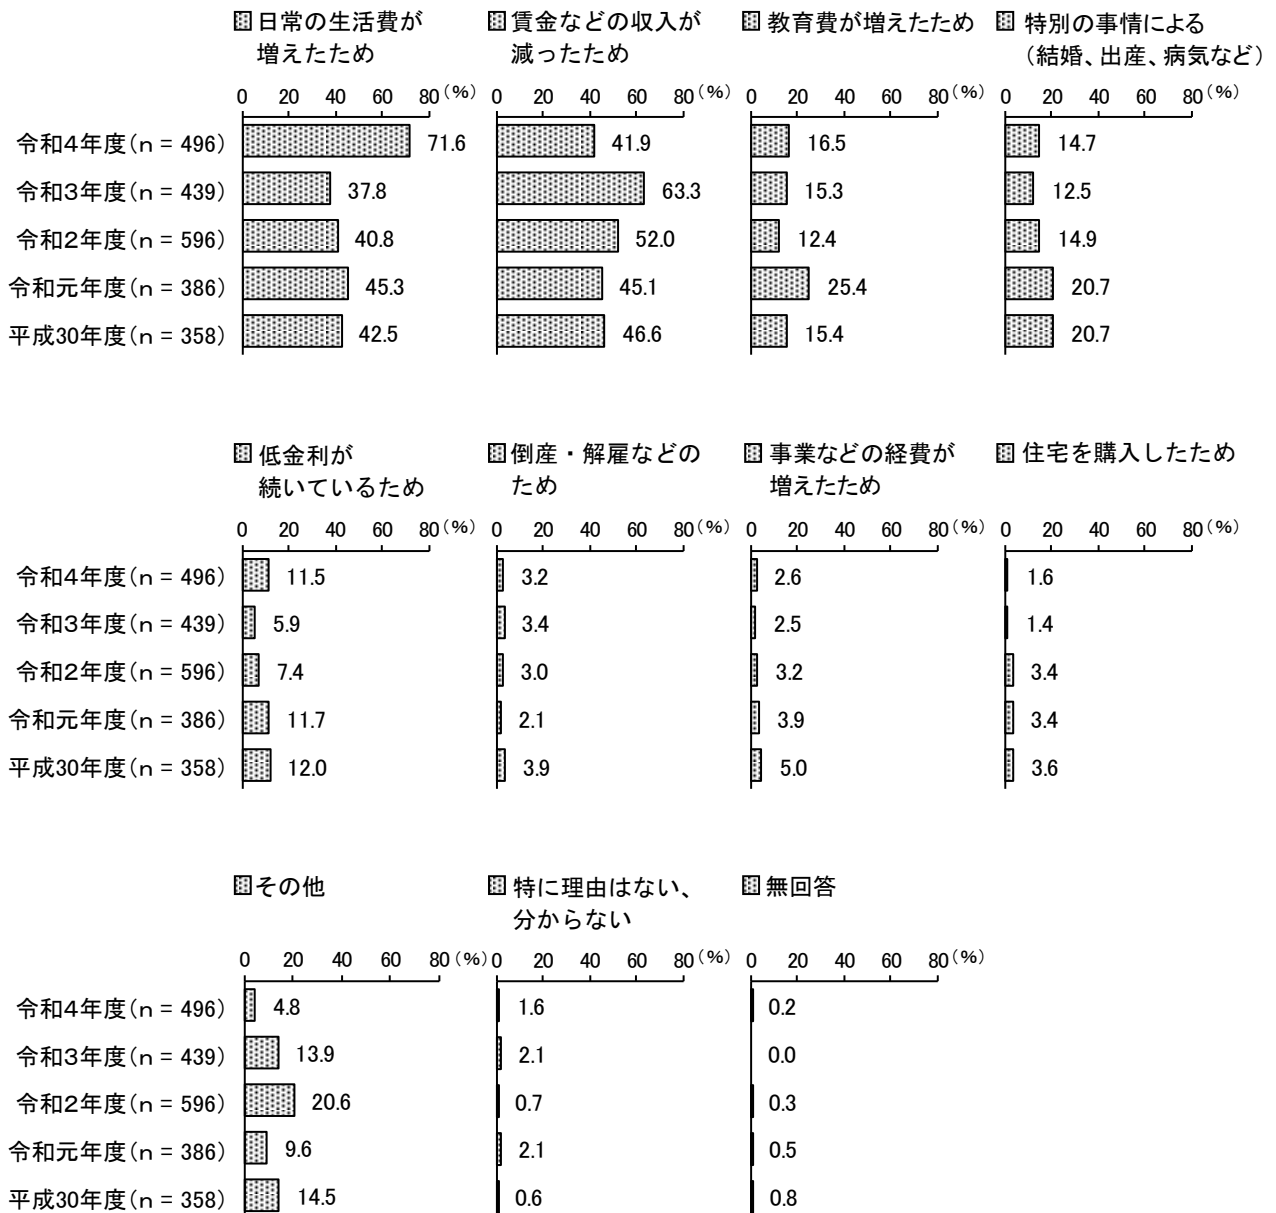 日常の生活費が
増えたため
賃金などの収入が
減ったため
教育費が増えたため
特別の事情による
（結婚、出産、病気など）
0 20 40 60 80（%） 0 20 40 60 80（%） 0 20 40 60 80（%） 0 20 40 60 80（%）
令和４年度（n = 496） 71.6 41.9 16.5 14.7
令和３年度（n = 439） 37.8 63.3 15.3 12.5
令和２年度（n = 596） 40.8 52.0 12.4 14.9
令和元年度（n = 386） 45.3 45.1 25.4 20.7
平成30年度（n = 358） 42.5 46.6 15.4 20.7
低金利が
続いているため
倒産・解雇などの
ため
事業などの経費が
増えたため
住宅を購入したため
0 20 40 60 80（%） 0 20 40 60 80（%） 0 20 40 60 80（%） 0 20 40 60 80（%）
令和４年度（n = 496） 11.5 3.2 2.6 1.6
令和３年度（n = 439） 5.9 3.4 2.5 1.4
令和２年度（n = 596） 7.4 3.0 3.2 3.4
令和元年度（n = 386） 11.7 2.1 3.9 3.4
平成30年度（n = 358） 12.0 3.9 5.0 3.6
その他
特に理由はない、
分からない
無回答
0 20 40 60 80（%） 0 20 40 60 80（%） 0 20 40 60 80（%）
令和４年度（n = 496） 4.8 1.6 0.2
令和３年度（n = 439） 13.9 2.1 0.0
令和２年度（n = 596） 20.6 0.7 0.3
令和元年度（n = 386） 9.6 2.1 0.5
平成30年度（n = 358） 14.5 0.6 0.8